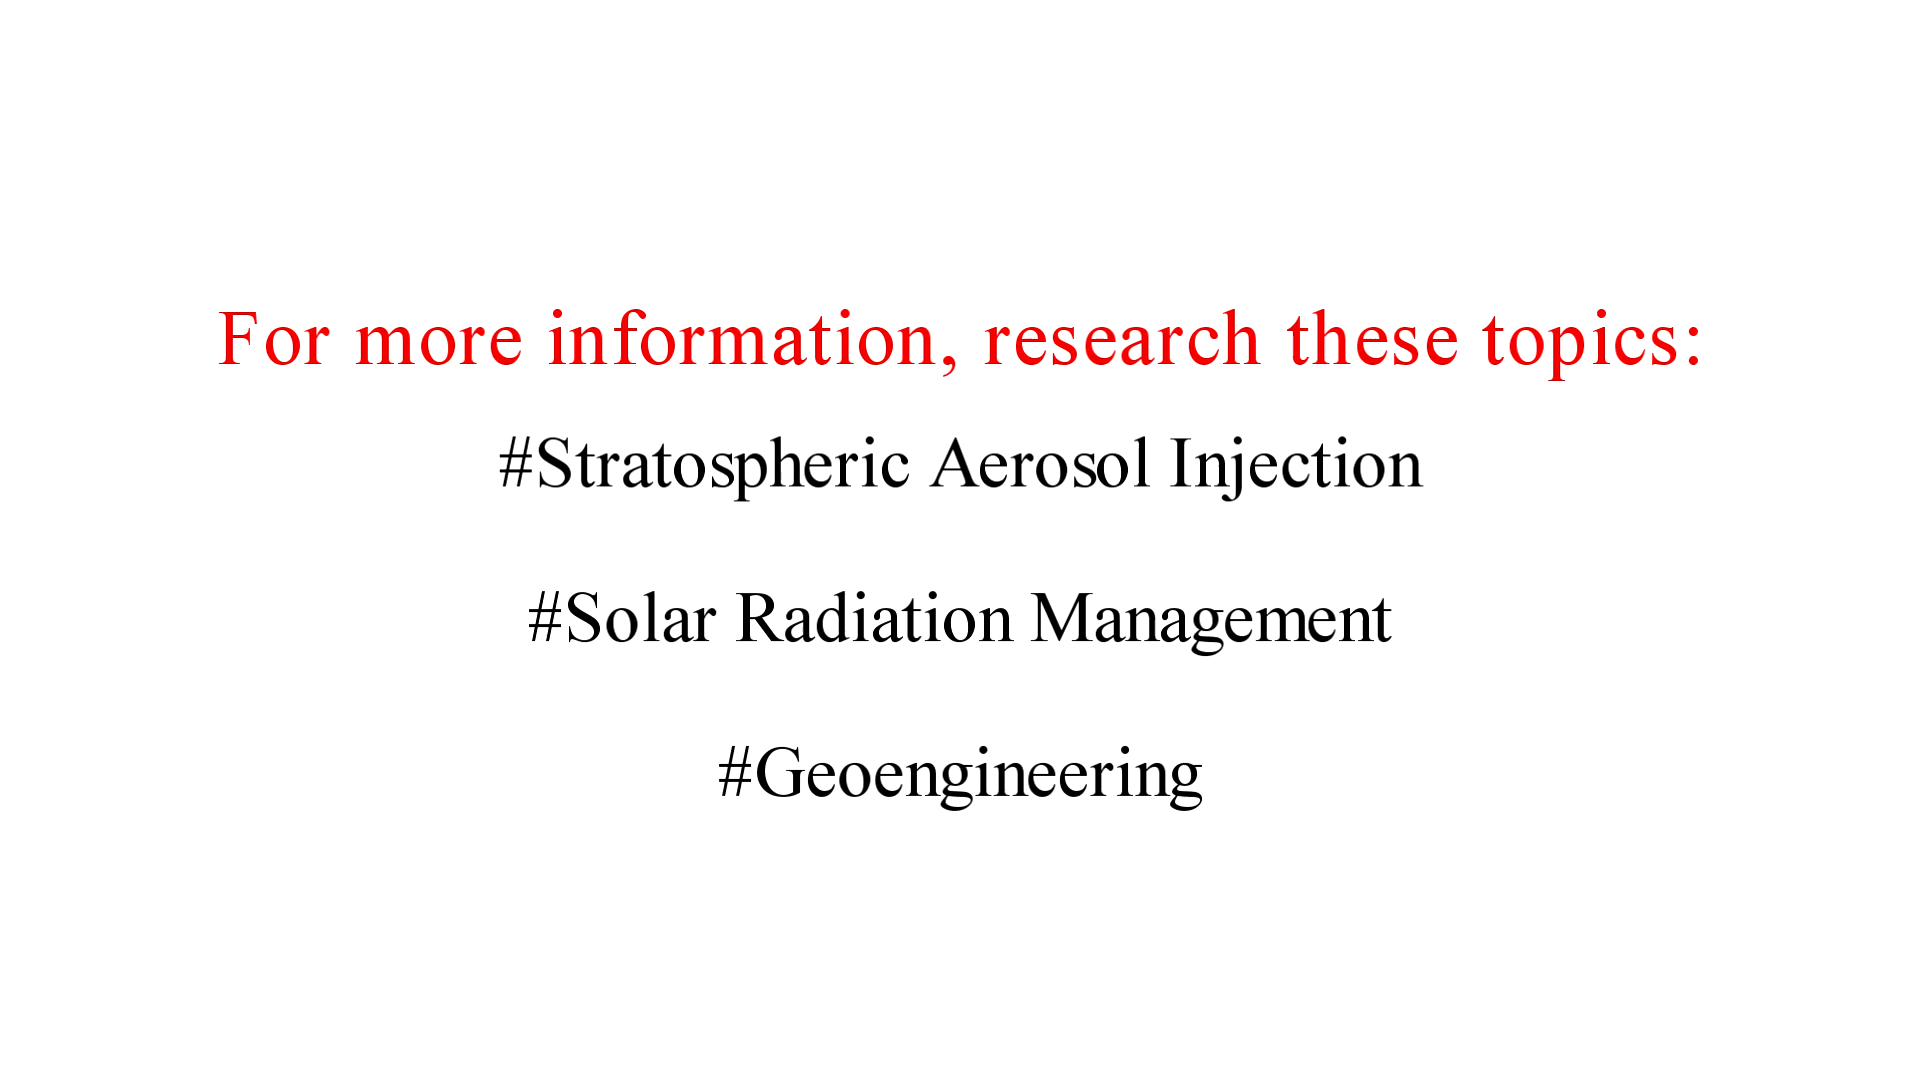 For more information, research these topics:
#Stratospheric Aerosol Injection
#Solar Radiation Management
#Geoengineering